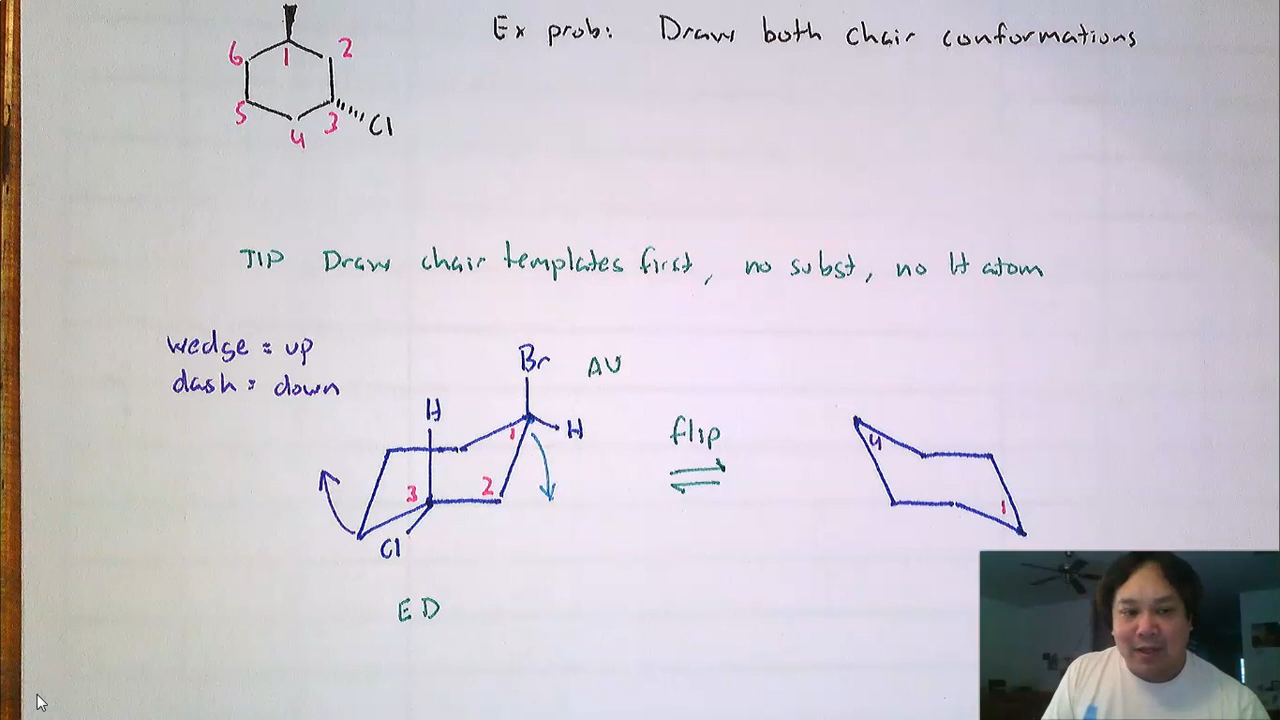 Ex prob: Draw both chair conformations
6 1 2
5 4 3 Cl
TIP Draw chair templates first, no subst, no H atom
wedge = up
dash = down
Br AU
H
1 H
flip
3 2
Cl
4
1
ED